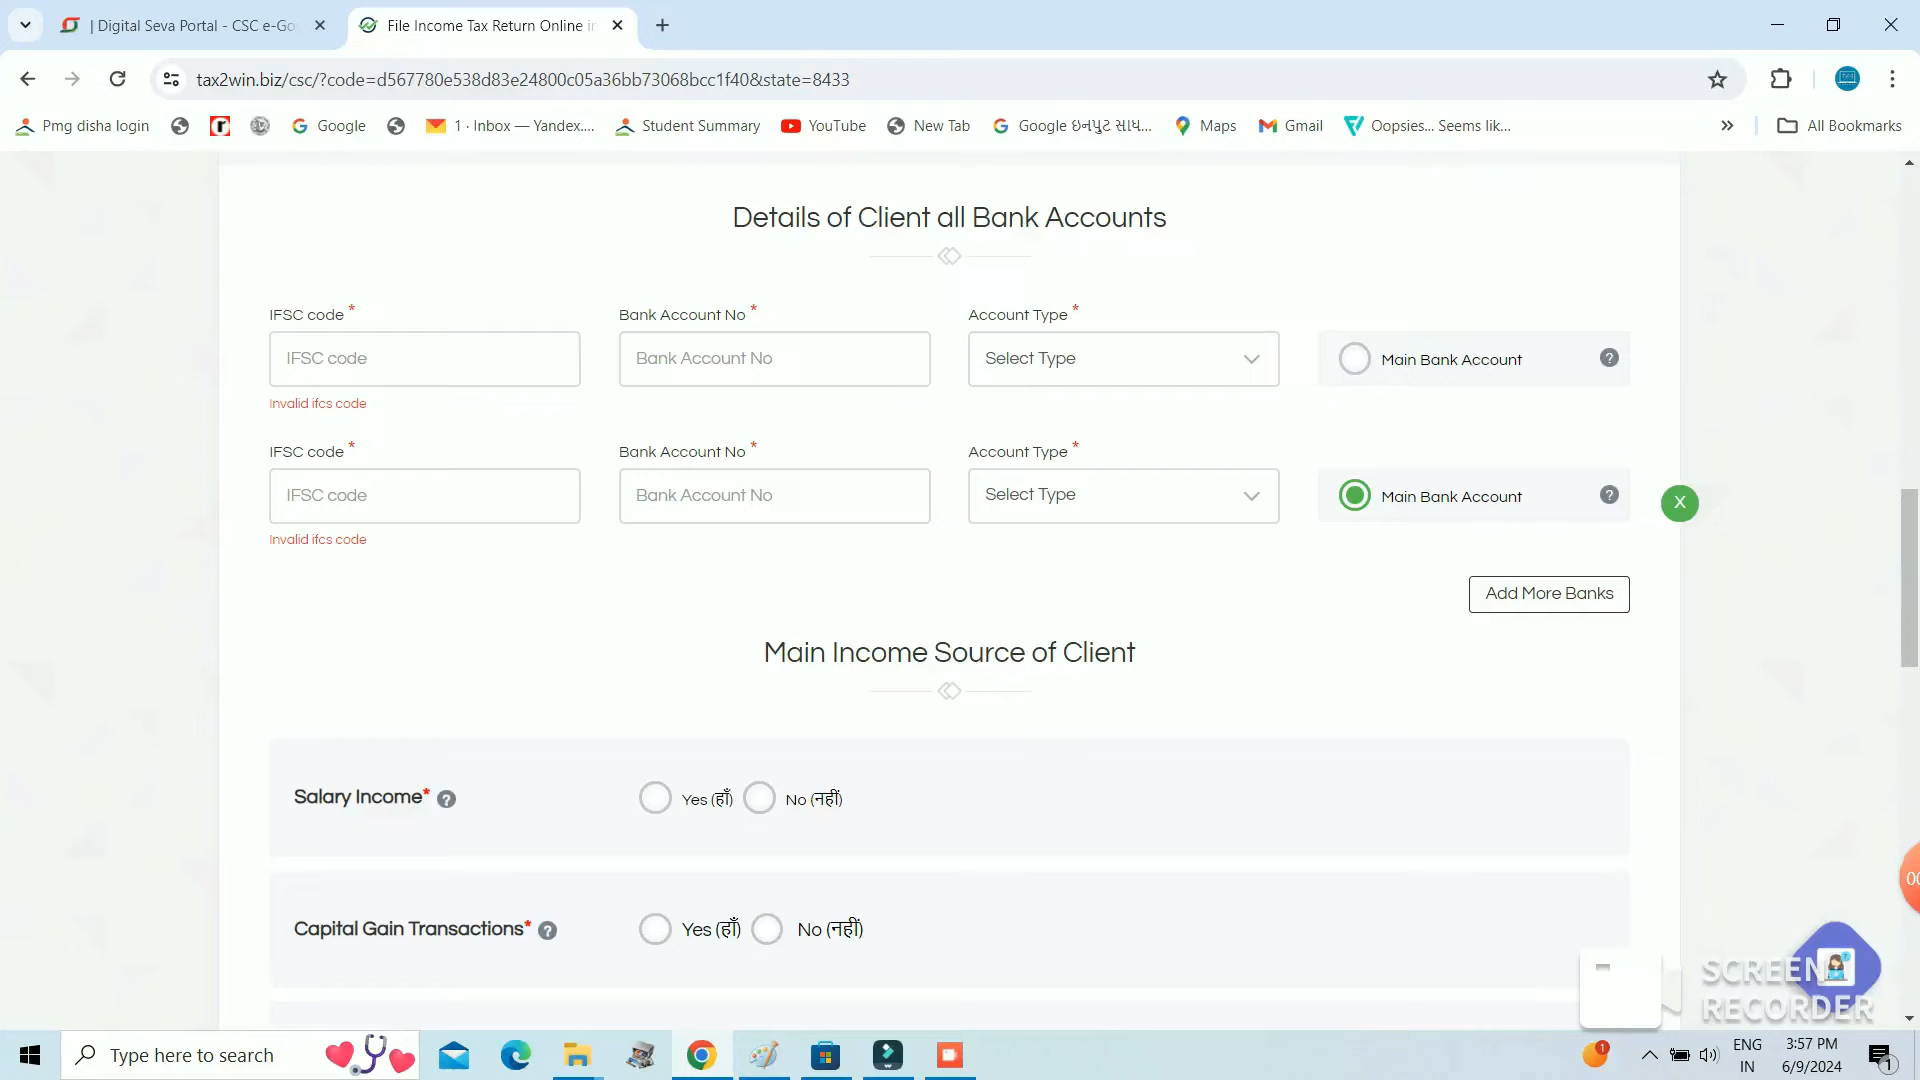 | Digital Seva Portal - CSC e-Go
File Income Tax Return Online in
tax2win.biz/csc/?code=d567780e538d83e24800c05a36bb73068bcc1f40&state=8433
Pmg disha login
Google
1 · Inbox — Yandex....
Student Summary
YouTube
New Tab
Google ઇનપુટ સાધ...
Maps
Gmail
Oopsies... Seems lik...
All Bookmarks
Details of Client all Bank Accounts
IFSC code *
Bank Account No *
Account Type *
IFSC code
Bank Account No
Select Type
Main Bank Account
?
Invalid ifcs code
IFSC code *
Bank Account No *
Account Type *
IFSC code
Bank Account No
Select Type
Main Bank Account
?
X
Invalid ifcs code
Add More Banks
Main Income Source of Client
Salary Income* ?
Yes (हाँ)
No (नहीं)
Capital Gain Transactions* ?
Yes (हाँ)
No (नहीं)
00
SCREEN
RECORDER
Type here to search
1
ENG
IN
3:57 PM
6/9/2024
1